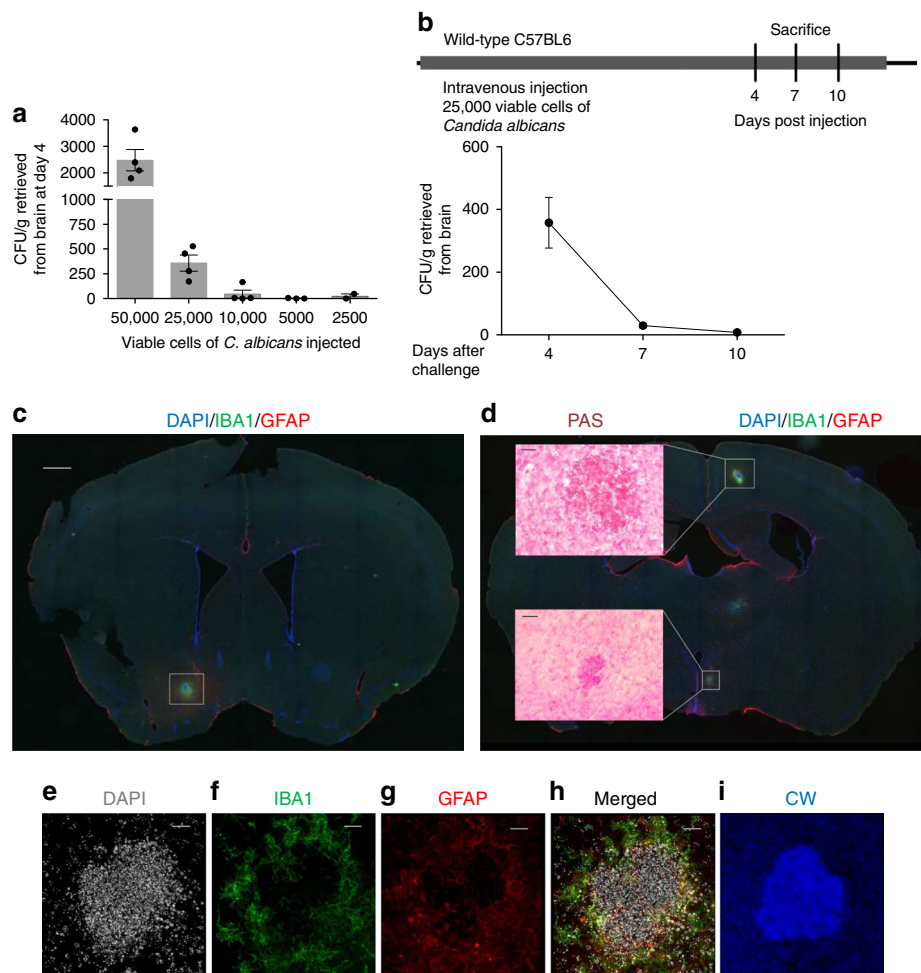 b
Wild-type C57BL6
Sacrifice
Intravenous injection
25,000 viable cells of
Candida albicans
4 7 10
Days post injection
a
CFU/g retrieved
from brain at day 4
4000
3000
2000
1000
750
500
250
0
50,000 25,000 10,000 5000 2500
Viable cells of C. albicans injected
CFU/g retrieved
from brain
600
400
200
0
Days after
challenge
4 7 10
c
DAPI/IBA1/GFAP
d
PAS
DAPI/IBA1/GFAP
e
DAPI
f
IBA1
g
GFAP
h
Merged
i
CW